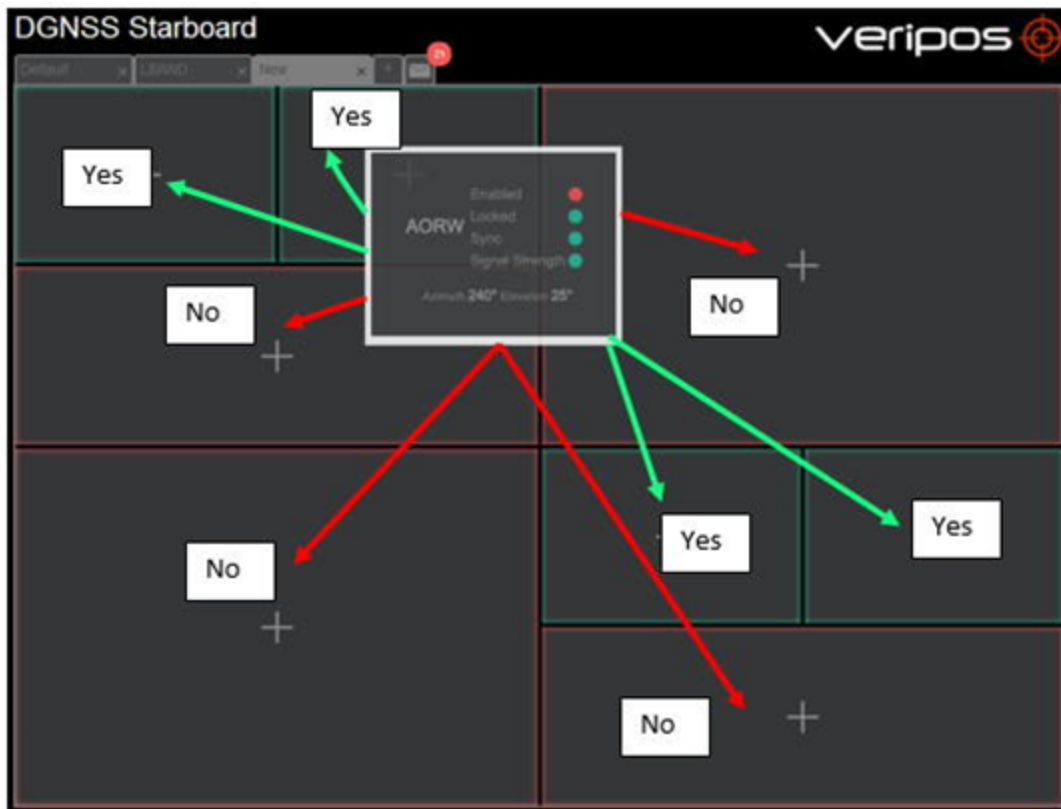 DGNSS Starboard
veripos
Default x LBAND x New x +
Yes
Yes
Enabled
Locked
AORW
Sync
Signal Strength
Azimuth 240° Elevation 25°
No
No
No
Yes
Yes
No